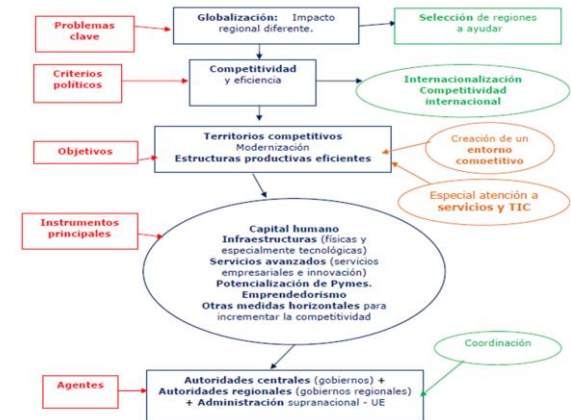 Problemas
clave
Globalización: Impacto
regional diferente.
Selección de regiones
a ayudar
Criterios
políticos
Competitividad
y eficiencia
Internacionalización
Competitividad
internacional
Objetivos
Territorios competitivos
Modernización
Estructuras productivas eficientes
Creación de un
entorno
competitivo
Especial atención a
servicios y TIC
Instrumentos
principales
Capital humano
Infraestructuras (físicas y
especialmente tecnológicas)
Servicios avanzados (servicios
empresariales e innovación)
Potencialización de Pymes.
Emprendedorismo
Otras medidas horizontales para
incrementar la competitividad
Coordinación
Agentes
Autoridades centrales (gobiernos) +
Autoridades regionales (gobiernos regionales)
+ Administración supranacional - UE